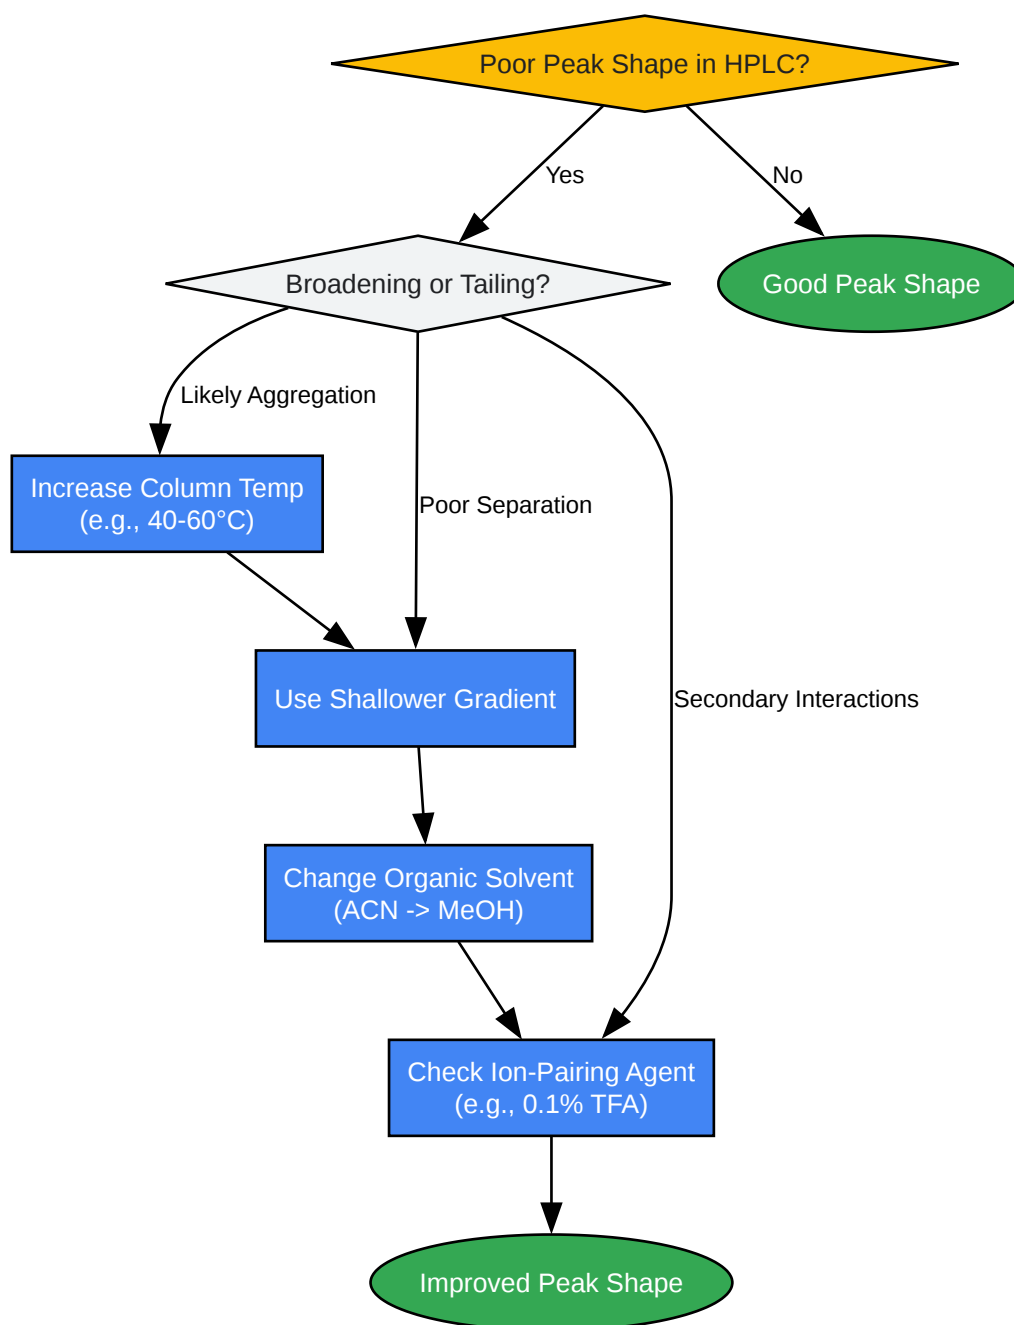 Poor Peak Shape in HPLC?
Yes
No
Broadening or Tailing?
Good Peak Shape
Likely Aggregation
Increase Column Temp
(e.g., 40-60°C)
Poor Separation
Use Shallower Gradient
Secondary Interactions
Change Organic Solvent
(ACN -> MeOH)
Check Ion-Pairing Agent
(e.g., 0.1% TFA)
Improved Peak Shape